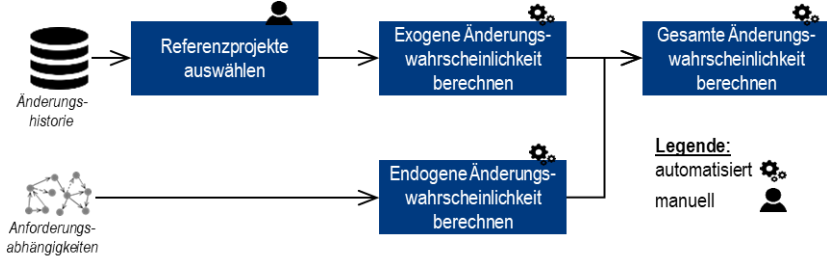 Änderungs-
historie
Referenzprojekte
auswählen
Exogene Änderungs-
wahrscheinlichkeit
berechnen
Gesamte Änderungs-
wahrscheinlichkeit
berechnen
Anforderungs-
abhängigkeiten
Endogene Änderungs-
wahrscheinlichkeit
berechnen
Legende:
automatisiert
manuell